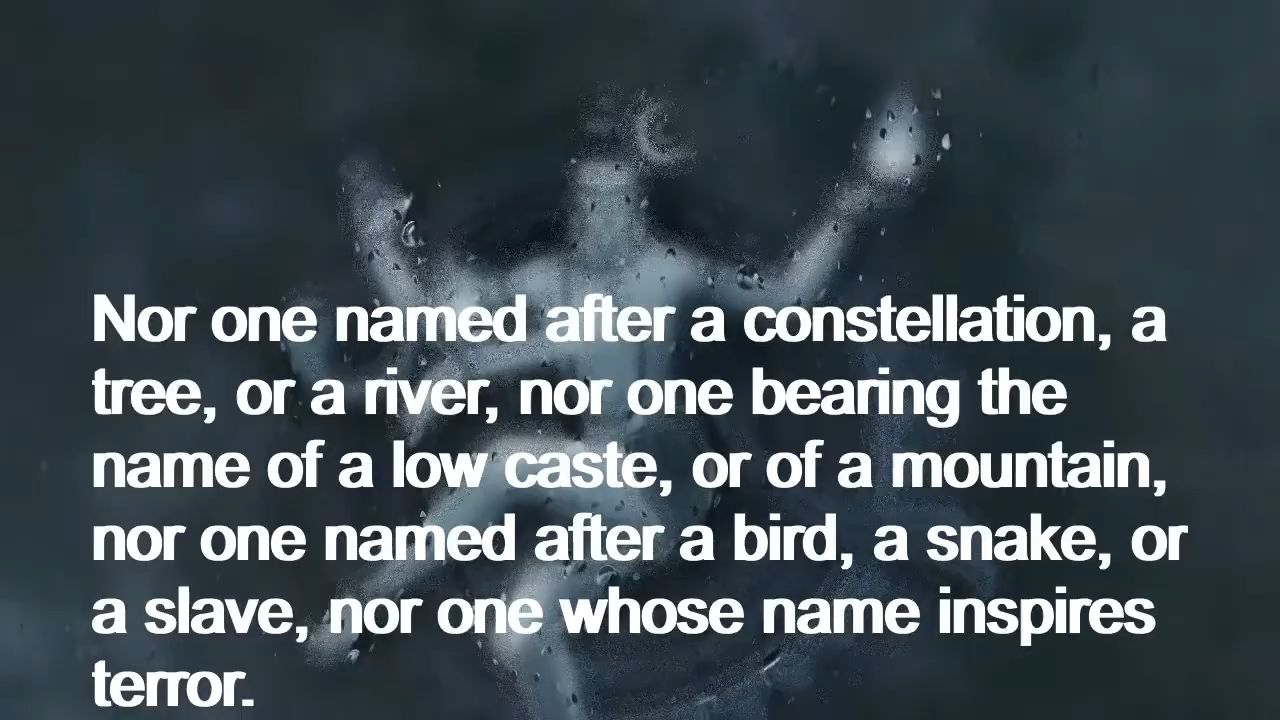 Nor one named after a constellation, a
tree, or a river, nor one bearing the
name of a low caste, or of a mountain,
nor one named after a bird, a snake, or
a slave, nor one whose name inspires
terror.